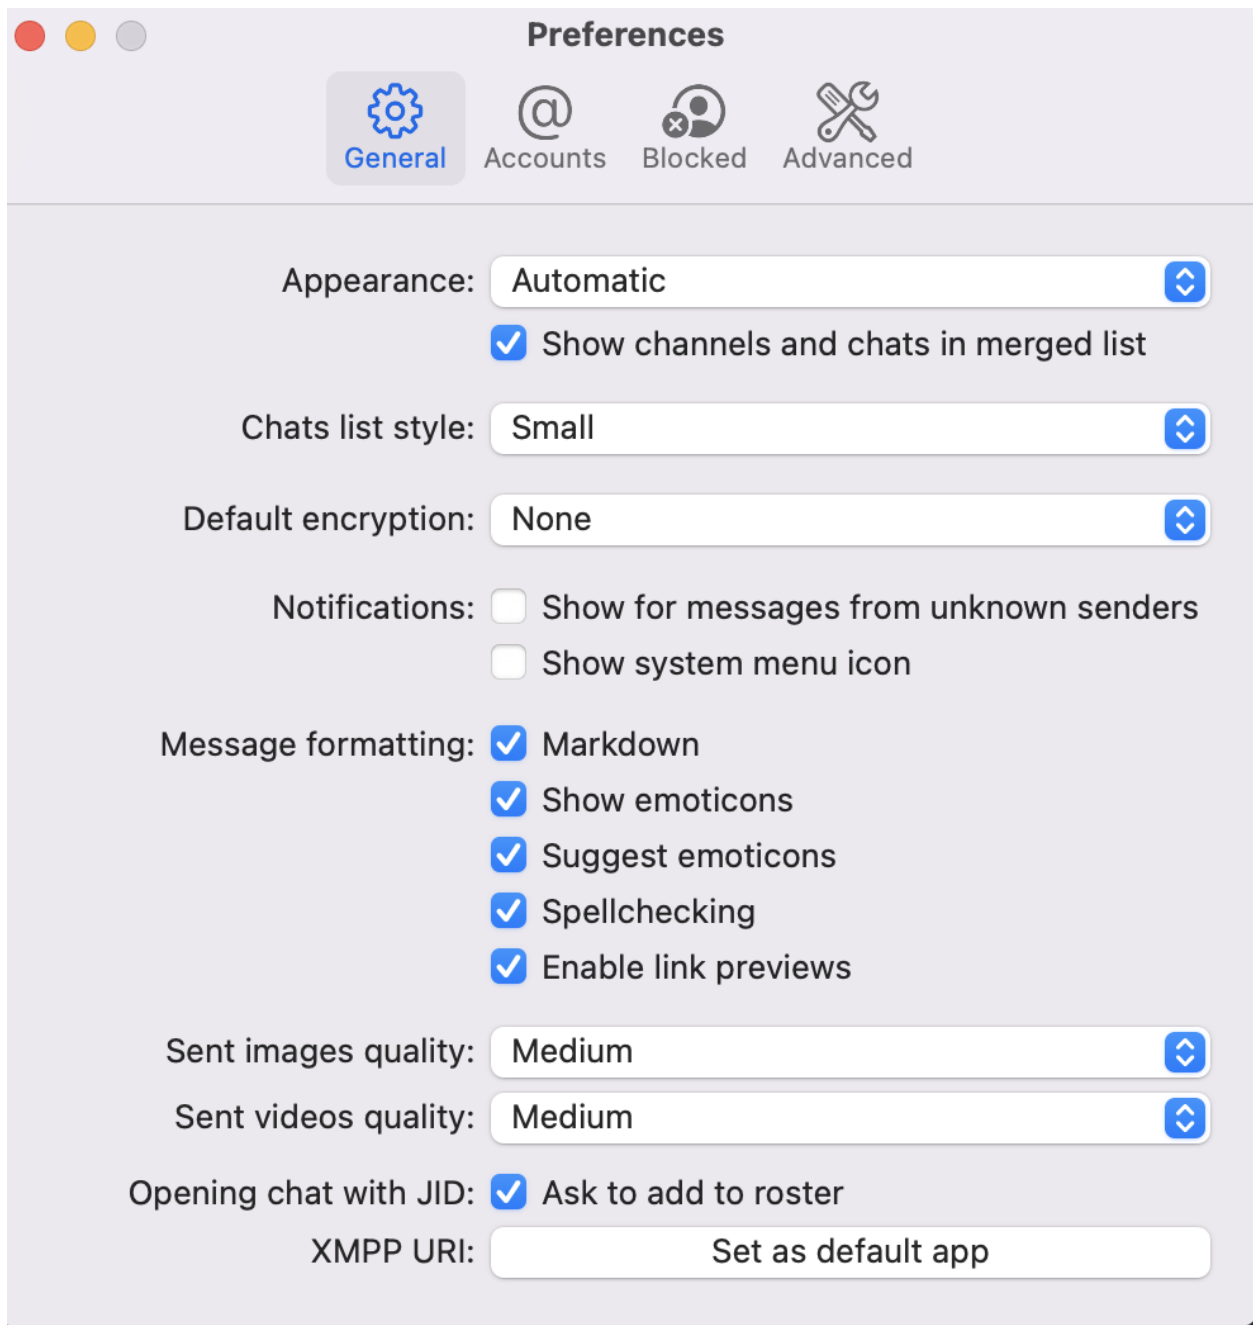 Preferences
General Accounts Blocked Advanced
Appearance: Automatic
Show channels and chats in merged list
Chats list style: Small
Default encryption: None
Notifications: Show for messages from unknown senders
Show system menu icon
Message formatting: Markdown
Show emoticons
Suggest emoticons
Spellchecking
Enable link previews
Sent images quality: Medium
Sent videos quality: Medium
Opening chat with JID: Ask to add to roster
XMPP URI: Set as default app